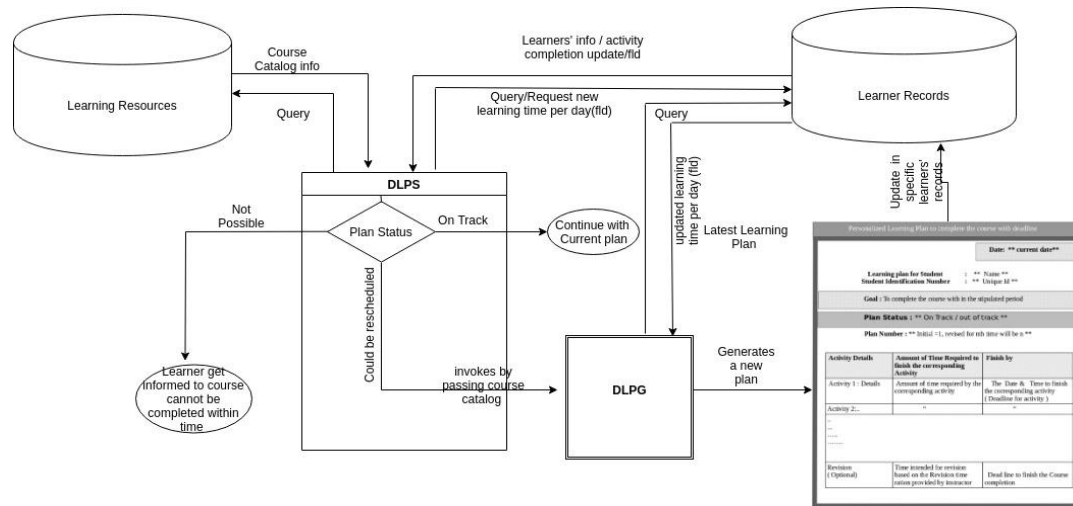 Learning Resources
Course
Catalog info
Query
Learners' info / activity
completion update/fld
Query/Request new
learning time per day(fld)
Query
Learner Records
DLPS
Plan Status
Not
Possible
On Track
Continue with
Current plan
Could be rescheduled
Learner get
informed to course
cannot be
completed within
time
invokes by
passing course
catalog
updated learning
time per day (fld)
Latest Learning
Plan
DLPG
Generates
a new
plan
Update in
specific
learners'
records
Personalized Learning Plan to complete the course with deadline
Date: ** current date**
Learning plan for Student : ** Name **
Student Identification Number : ** Unique Id **
Goal : To complete the course with in the stipulated period
Plan Status : ** On Track / out of track **
Plan Number : ** Initial =1, revised for nth time will be n **
Activity Details
Amount of Time Required to
finish the corresponding
Activity
Finish by
Activity 1 : Details
Amount of time required by the
corresponding activity
The Date & Time to finish
the corresponding activity
( Deadline for activity )
Activity 2:..
"
"
Revision
( Optional)
Time intended for revision
based on the Revision time
ration provided by instructor
Dead line to finish the Course
completion